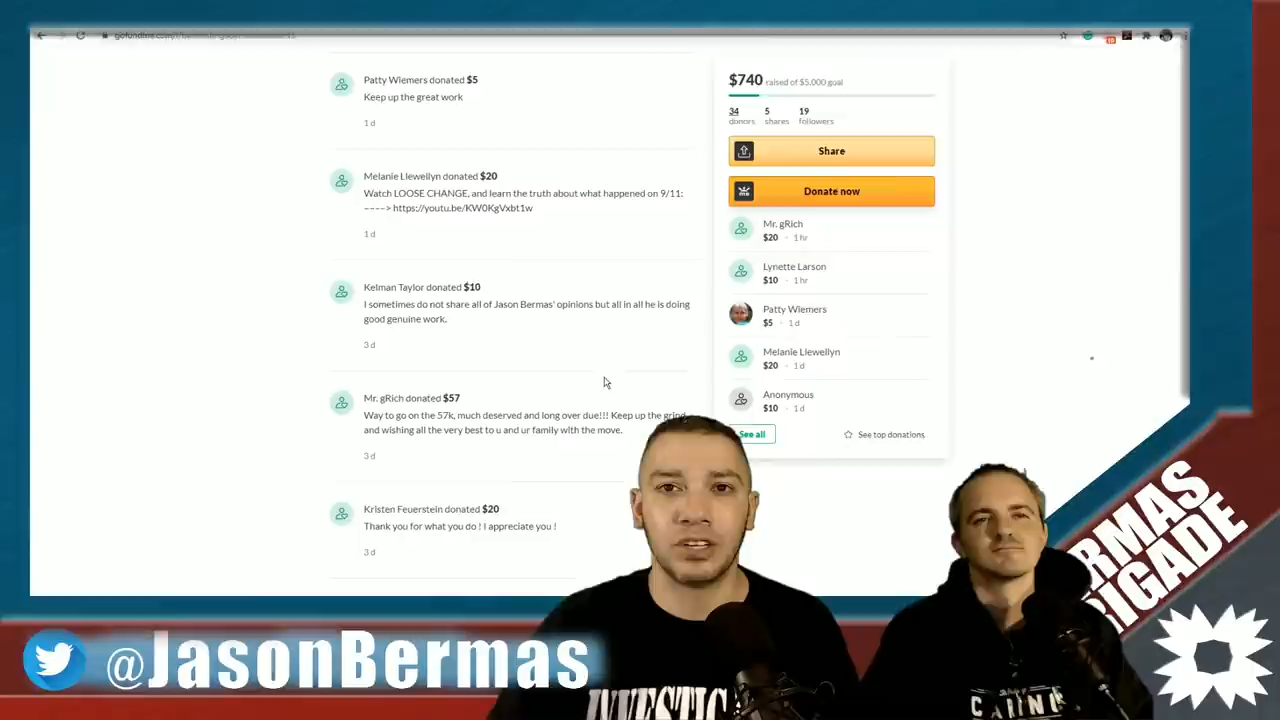 Patty Wiemers donated $5
Keep up the great work
1 d
Melanie Llewellyn donated $20
Watch LOOSE CHANGE, and learn the truth about what happened on 9/11:
----> https://youtu.be/KW0KgVxbt1w
1 d
Kelman Taylor donated $10
I sometimes do not share all of Jason Bermas' opinions but all in all he is doing
good genuine work.
3 d
Mr. gRich donated $57
Way to go on the 57k, much deserved and long over due!!! Keep up the grind
and wishing all the very best to u and ur family with the move.
3 d
Kristen Feuerstein donated $20
Thank you for what you do ! I appreciate you !
3 d
$740 raised of $5,000 goal
34 5 19
donors shares followers
Share
Donate now
Mr. gRich
$20 · 1 hr
Lynette Larson
$10 · 1 hr
Patty Wiemers
$5 · 1 d
Melanie Llewellyn
$20 · 1 d
Anonymous
$10 · 1 d
See all
See top donations
RMAS
RIGADE
@JasonBermas
INVESTIG